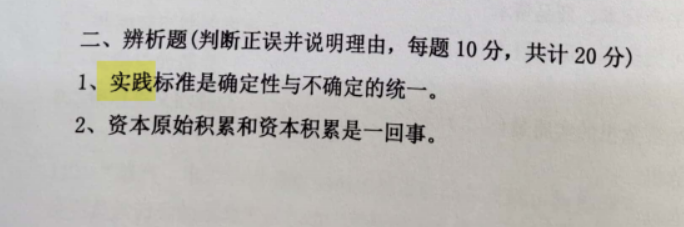 二、辨析题(判断正误并说明理由，每题10分，共计20分)
1、实践标准是确定性与不确定的统一。
2、资本原始积累和资本积累是一回事。